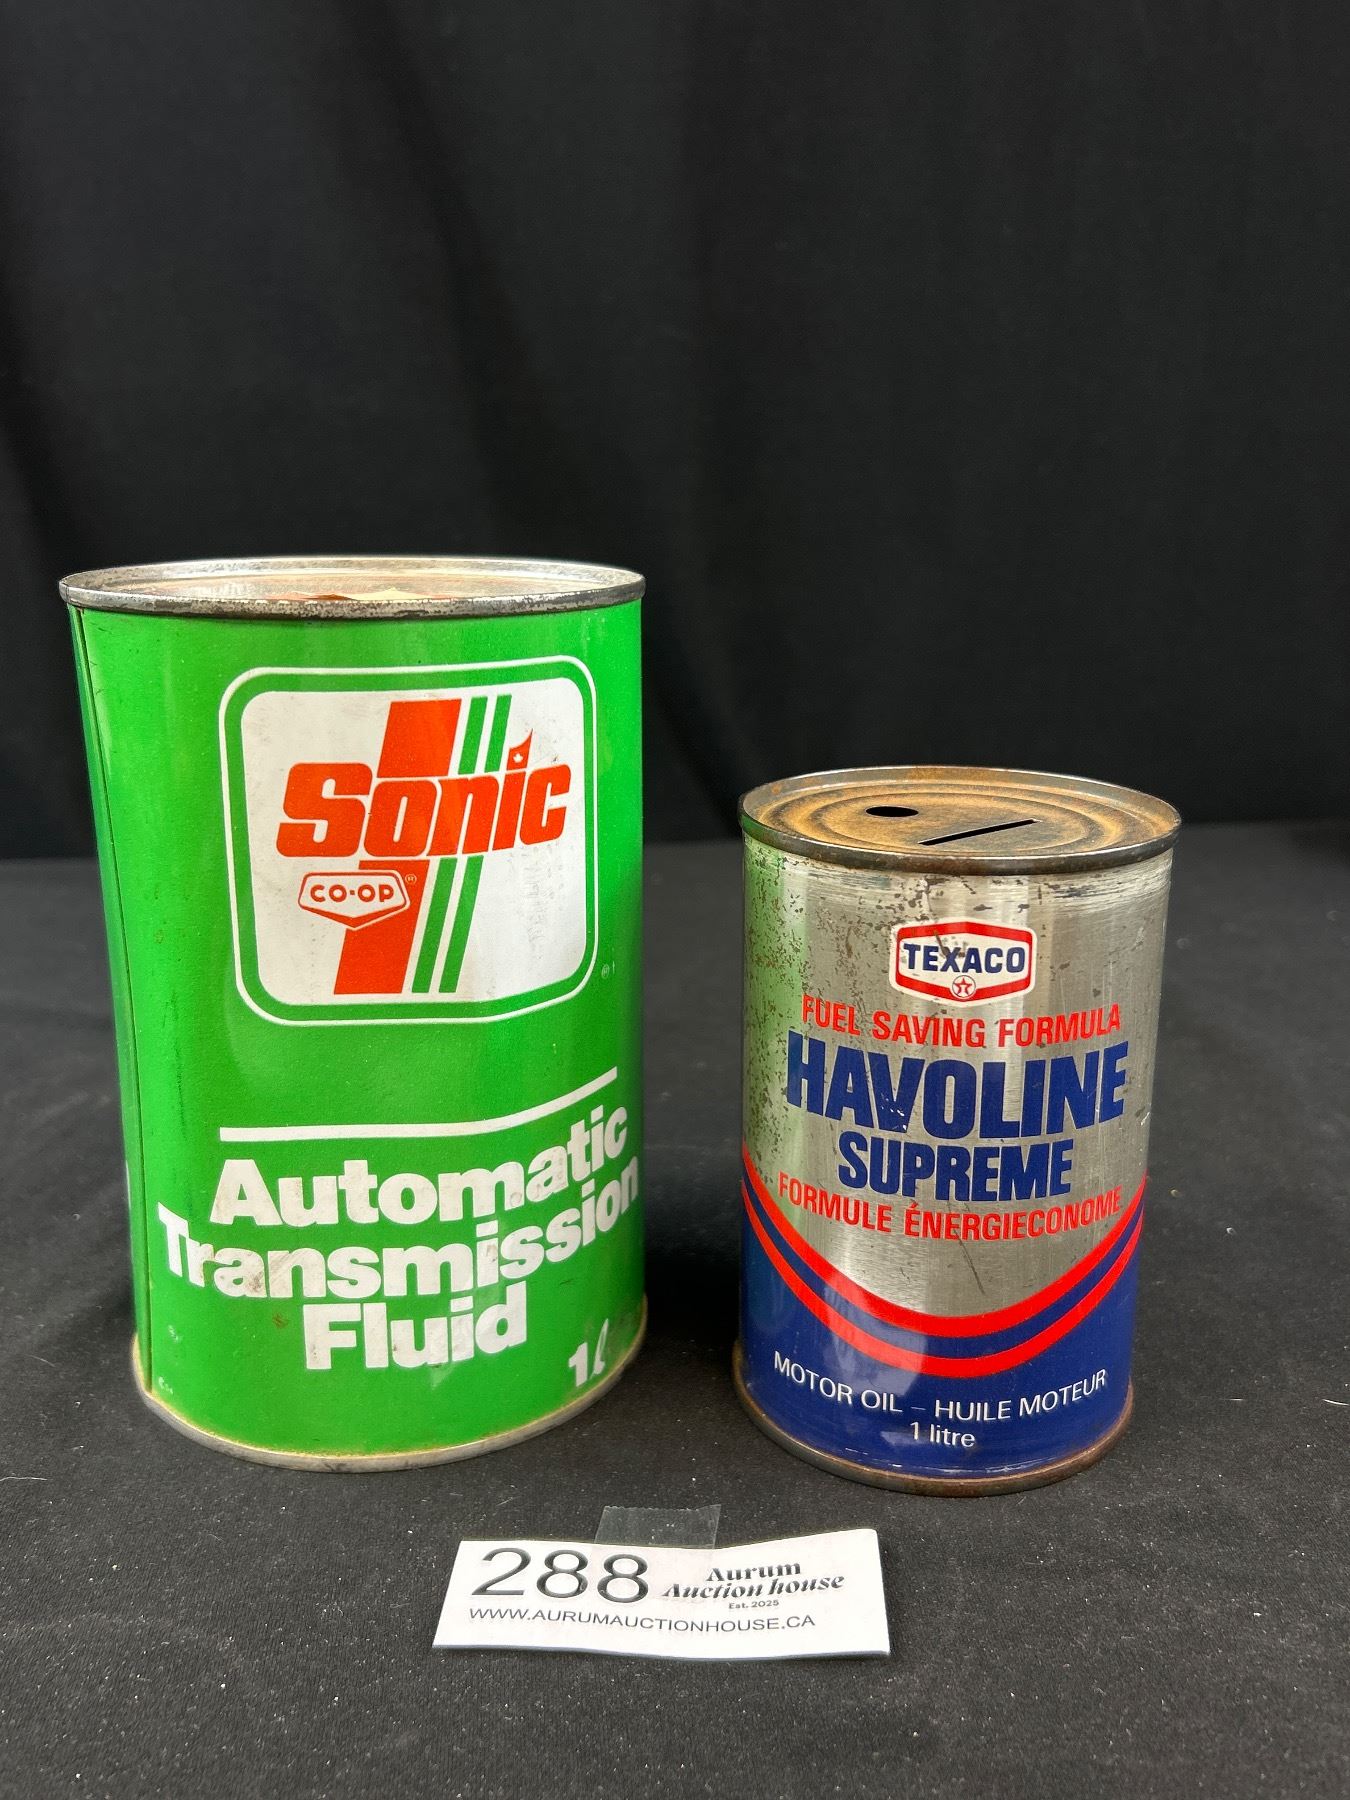 Sonic
CO-OP®
®
Automatic
Transmission
Fluid
1ℓ
TEXACO
T
FUEL SAVING FORMULA
HAVOLINE
SUPREME
FORMULE ÉNERGIECONOME
MOTOR OIL – HUILE MOTEUR
1 litre
288
Aurum
Auction house
Est. 2025
WWW.AURUMAUCTIONHOUSE.CA